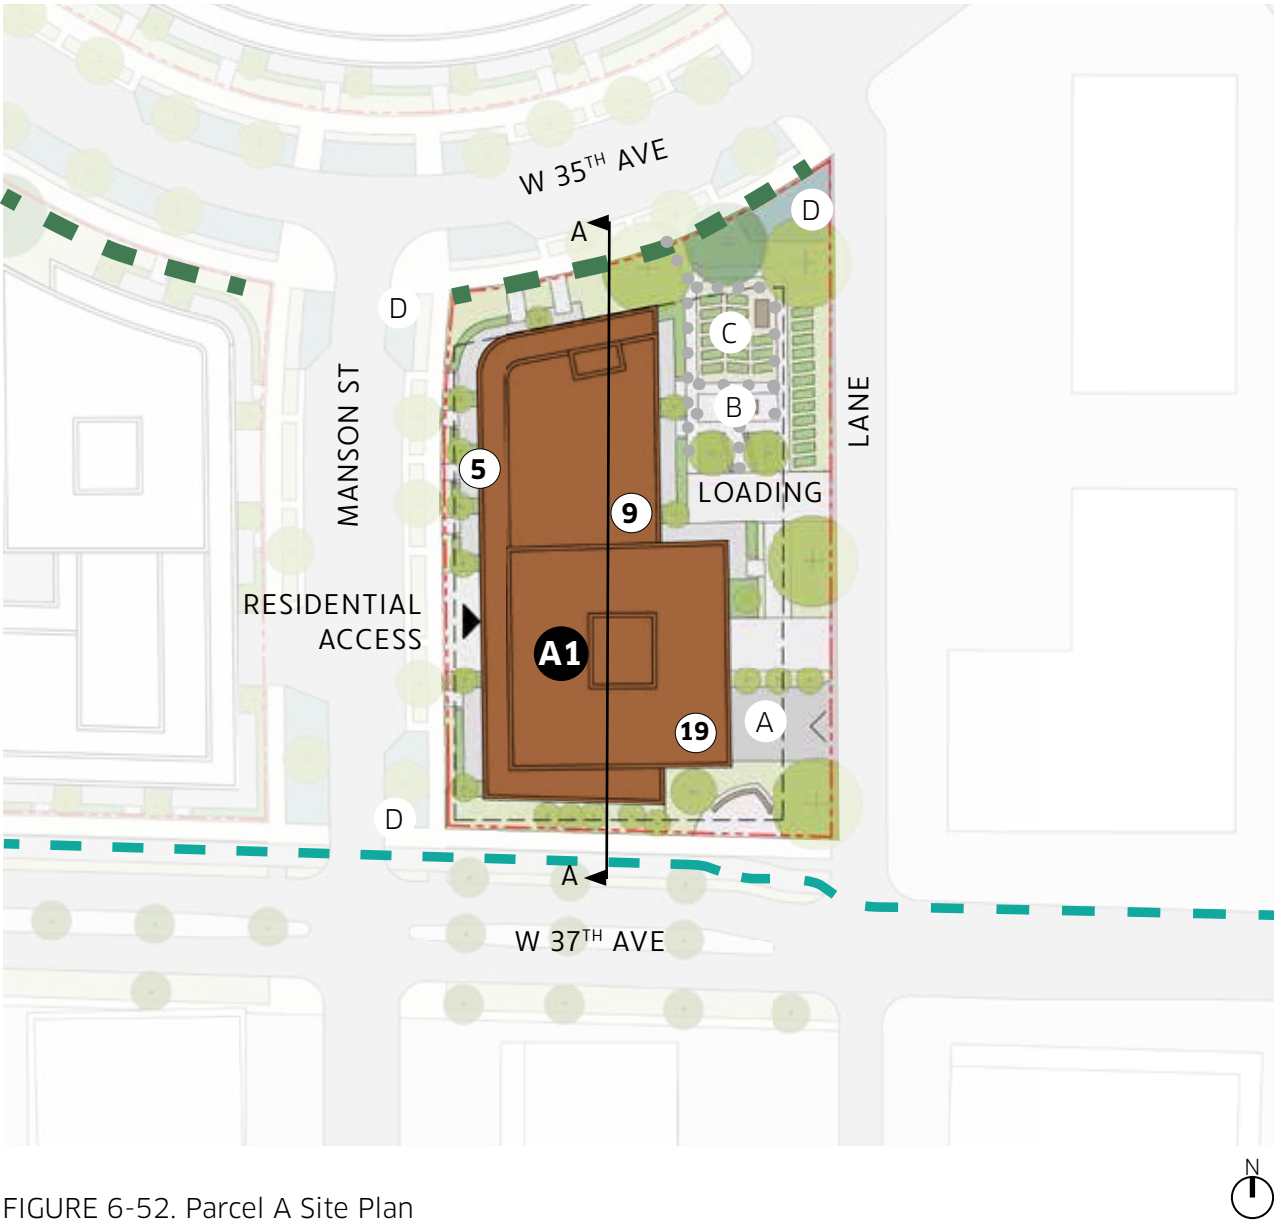 W 35TH AVE
A
D
D
C
B
MANSON ST
LANE
5
9
LOADING
RESIDENTIAL
ACCESS
A1
19
A
D
A
W 37TH AVE
N
FIGURE 6-52. Parcel A Site Plan